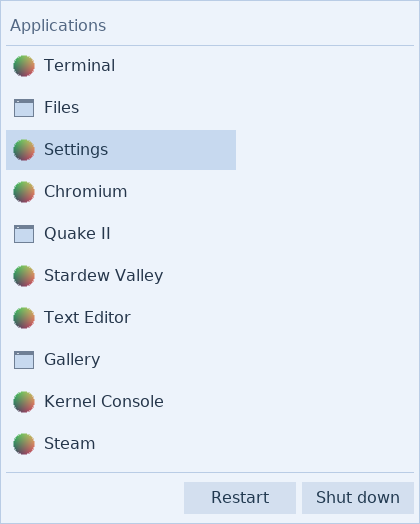 Applications
Terminal
Files
Settings
Chromium
Quake II
Stardew Valley
Text Editor
Gallery
Kernel Console
Steam
Restart Shut down